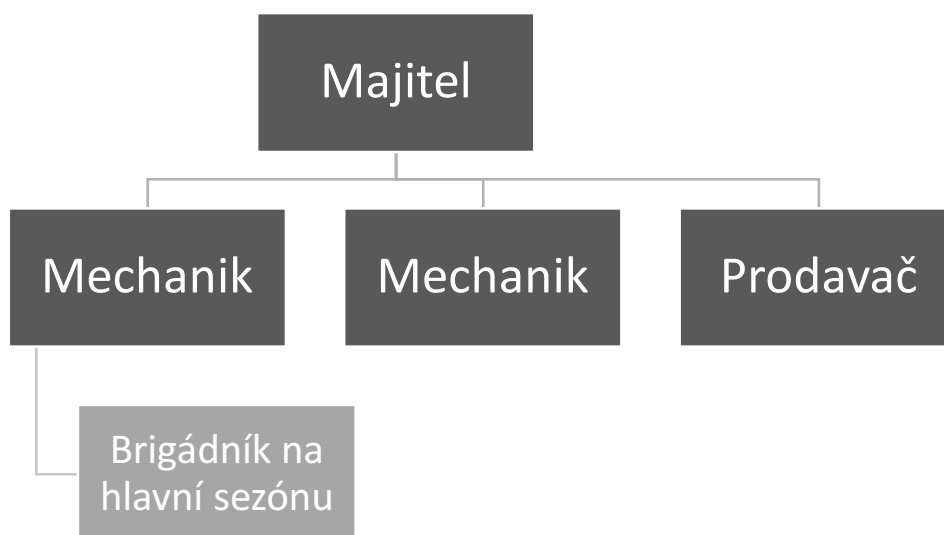 Majitel
Mechanik
Mechanik
Prodavač
Brigádník na
hlavní sezónu